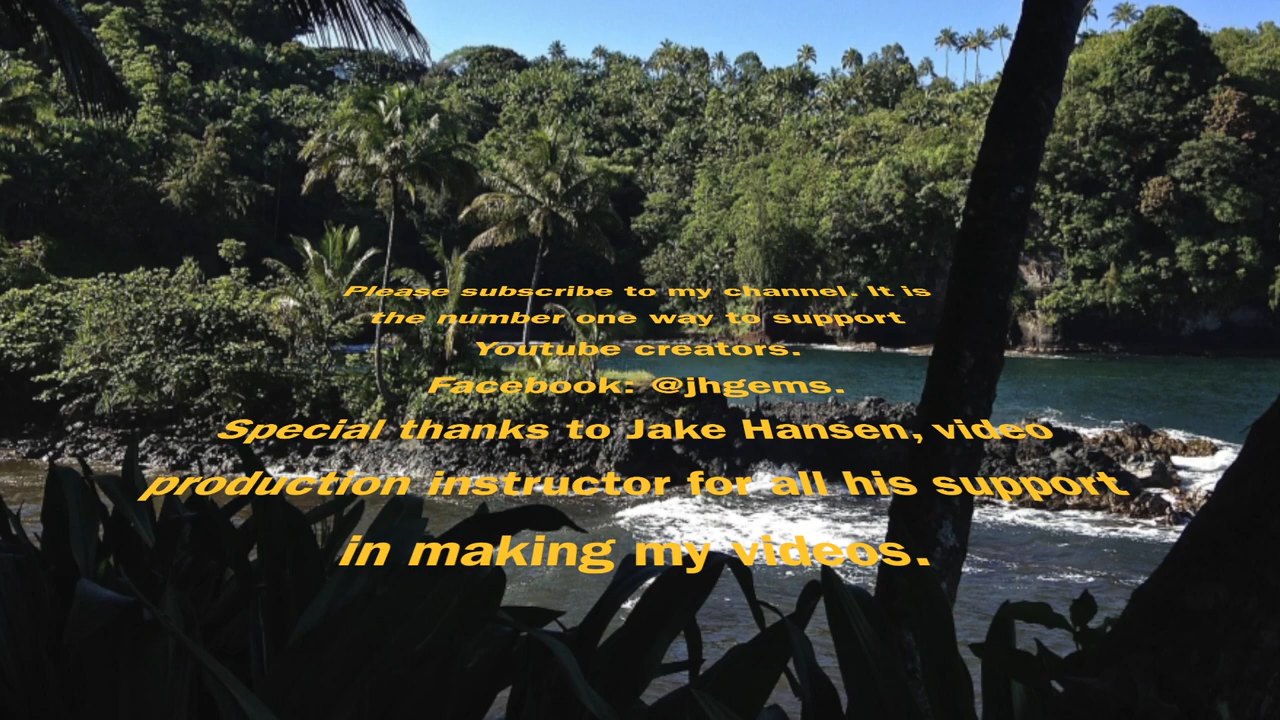 Please subscribe to my channel. It is
the number one way to support
Youtube creators.
Facebook: @jhgems.
Special thanks to Jake Hansen, video
production instructor for all his support
in making my videos.